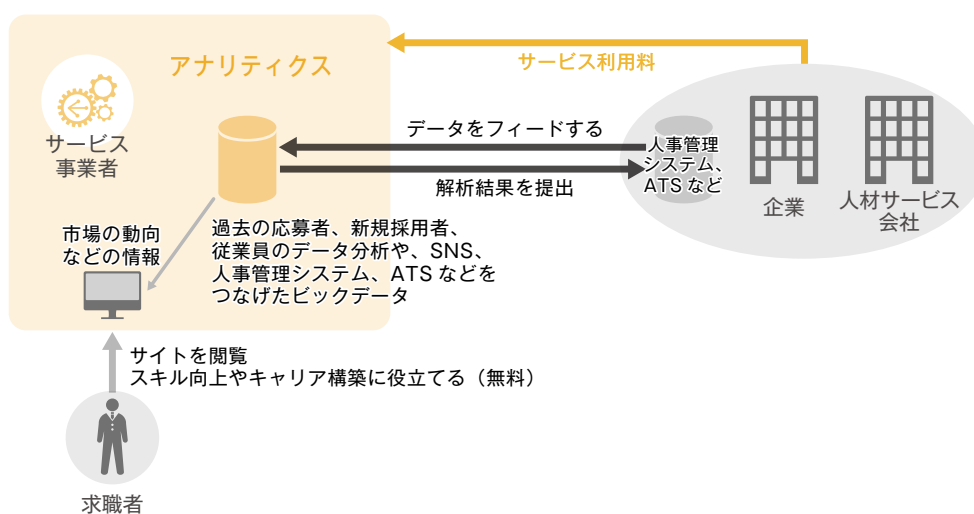 アナリティクス
サービス利用料
サービス
事業者
データをフィードする
解析結果を提出
人事管理
システム、
ATS など
企業
人材サービス
会社
市場の動向
などの情報
過去の応募者、新規採用者、
従業員のデータ分析や、SNS、
人事管理システム、ATS などを
つなげたビックデータ
サイトを閲覧
スキル向上やキャリア構築に役立てる（無料）
求職者